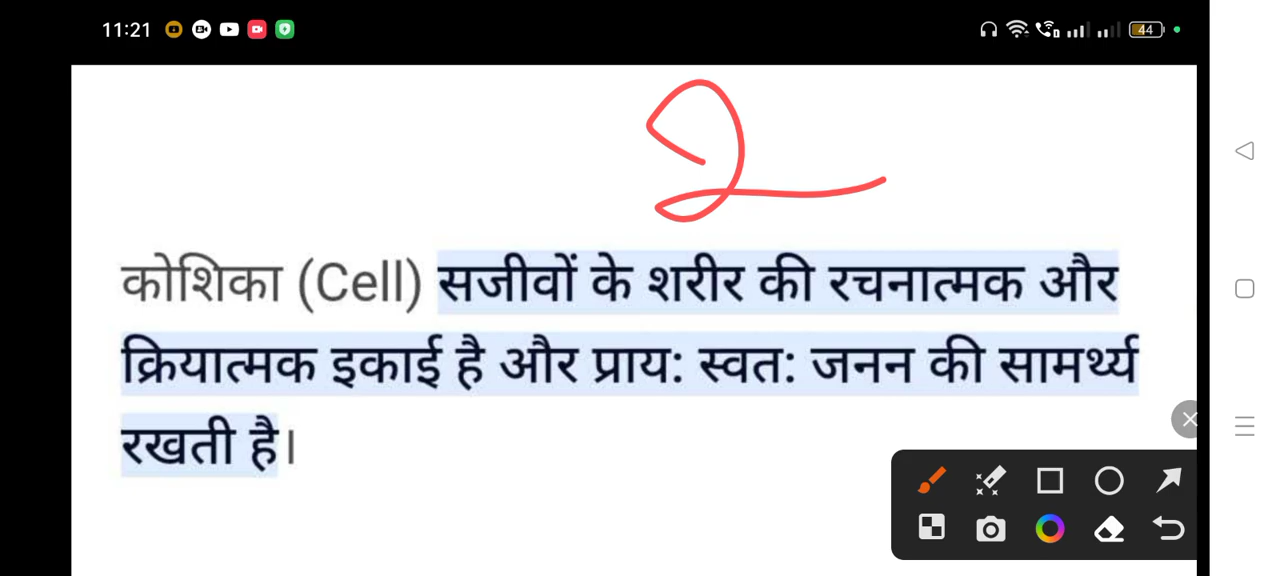 11:21
44
2
कोशिका (Cell) सजीवों के शरीर की रचनात्मक और
क्रियात्मक इकाई है और प्राय: स्वत: जनन की सामर्थ्य
रखती है।